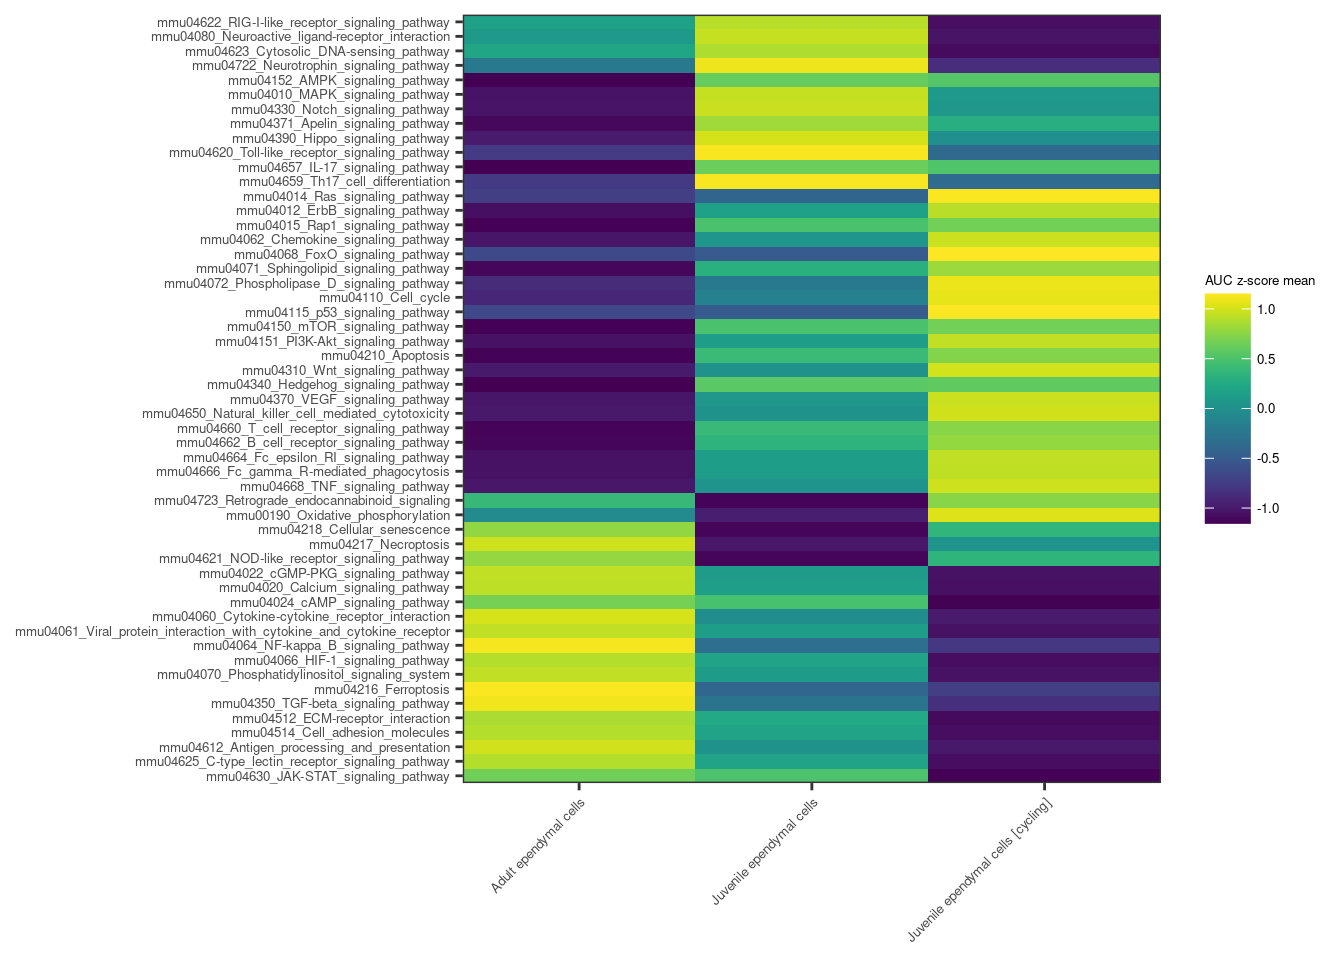 mmu04622_RIG-I-like_receptor_signaling_pathway
mmu04080_Neuroactive_ligand-receptor_interaction
mmu04623_Cytosolic_DNA-sensing_pathway
mmu04722_Neurotrophin_signaling_pathway
mmu04152_AMPK_signaling_pathway
mmu04010_MAPK_signaling_pathway
mmu04330_Notch_signaling_pathway
mmu04371_Apelin_signaling_pathway
mmu04390_Hippo_signaling_pathway
mmu04620_Toll-like_receptor_signaling_pathway
mmu04657_IL-17_signaling_pathway
mmu04659_Th17_cell_differentiation
mmu04014_Ras_signaling_pathway
mmu04012_ErbB_signaling_pathway
mmu04015_Rap1_signaling_pathway
mmu04062_Chemokine_signaling_pathway
mmu04068_FoxO_signaling_pathway
mmu04071_Sphingolipid_signaling_pathway
mmu04072_Phospholipase_D_signaling_pathway
mmu04110_Cell_cycle
mmu04115_p53_signaling_pathway
mmu04150_mTOR_signaling_pathway
mmu04151_PI3K-Akt_signaling_pathway
mmu04210_Apoptosis
mmu04310_Wnt_signaling_pathway
mmu04340_Hedgehog_signaling_pathway
mmu04370_VEGF_signaling_pathway
mmu04650_Natural_killer_cell_mediated_cytotoxicity
mmu04660_T_cell_receptor_signaling_pathway
mmu04662_B_cell_receptor_signaling_pathway
mmu04664_Fc_epsilon_RI_signaling_pathway
mmu04666_Fc_gamma_R-mediated_phagocytosis
mmu04668_TNF_signaling_pathway
mmu04723_Retrograde_endocannabinoid_signaling
mmu00190_Oxidative_phosphorylation
mmu04218_Cellular_senescence
mmu04217_Necroptosis
mmu04621_NOD-like_receptor_signaling_pathway
mmu04022_cGMP-PKG_signaling_pathway
mmu04020_Calcium_signaling_pathway
mmu04024_cAMP_signaling_pathway
mmu04060_Cytokine-cytokine_receptor_interaction
mmu04061_Viral_protein_interaction_with_cytokine_and_cytokine_receptor
mmu04064_NF-kappa_B_signaling_pathway
mmu04066_HIF-1_signaling_pathway
mmu04070_Phosphatidylinositol_signaling_system
mmu04216_Ferroptosis
mmu04350_TGF-beta_signaling_pathway
mmu04512_ECM-receptor_interaction
mmu04514_Cell_adhesion_molecules
mmu04612_Antigen_processing_and_presentation
mmu04625_C-type_lectin_receptor_signaling_pathway
mmu04630_JAK-STAT_signaling_pathway
Adult ependymal cells
Juvenile ependymal cells
Juvenile ependymal cells [cycling]
AUC z-score mean
1.0
0.5
0.0
-0.5
-1.0